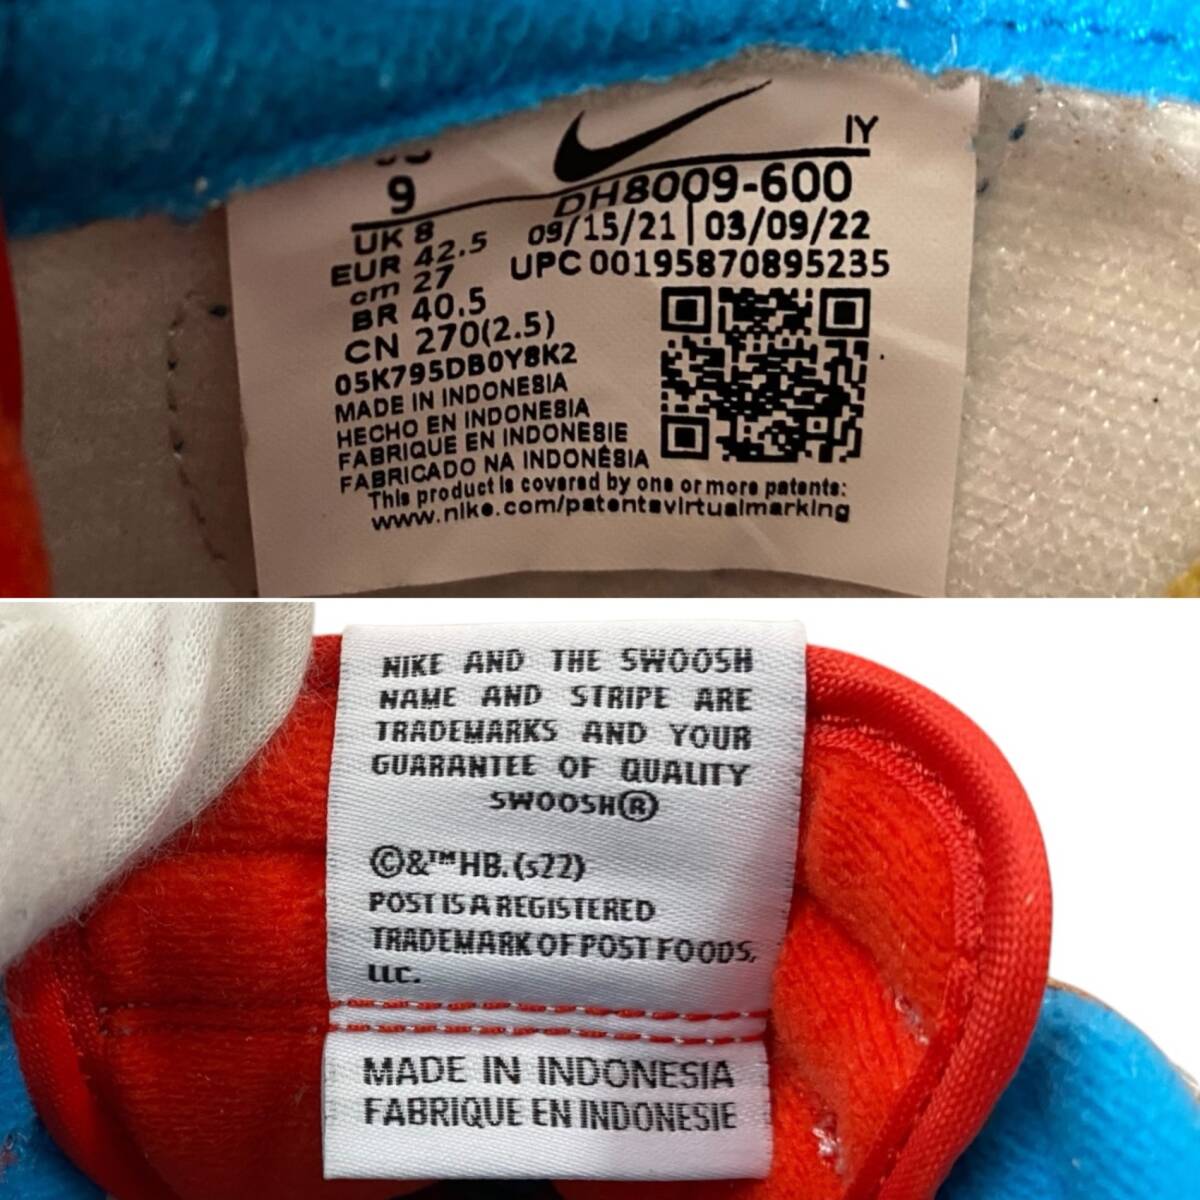 IY
9
DH8009-600
UK 8
09/15/21 | 03/09/22
EUR 42.5
UPC 00195870895235
cm 27
BR 40.5
CN 270(2.5)
05K795DB0Y8K2
MADE IN INDONESIA
HECHO EN INDONESIA
FABRIQUE EN INDONESIE
FABRICADO NA INDONÉSIA
This product is covered by one or more patents:
www.nike.com/patentsvirtualmarking
NIKE AND THE SWOOSH
NAME AND STRIPE ARE
TRADEMARKS AND YOUR
GUARANTEE OF QUALITY
SWOOSH®
©&™HB.(s22)
POST IS A REGISTERED
TRADEMARK OF POST FOODS,
LLC.
MADE IN INDONESIA
FABRIQUE EN INDONESIE